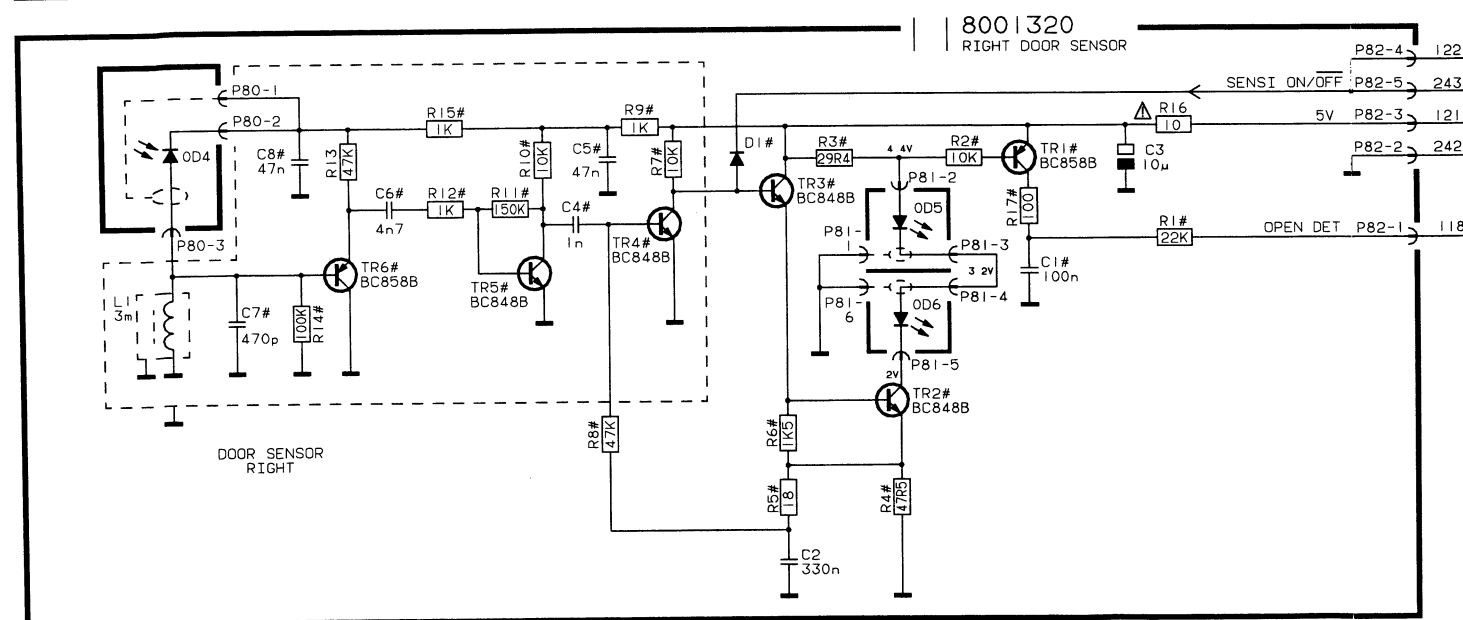 8001320
RIGHT DOOR SENSOR
P82-4 122
SENSI ON/OFF P82-5 243
5V P82-3 121
P82-2 242
OPEN DET P82-1 118
P80-1
P80-2
OD4
P80-3
C8#
47n
R13
47K
R15#
1K
R9#
1K
R10#
10K
C5#
47n
R7#
10K
D1#
R3#
29R4
4 4V
R2#
10K
TR1#
BC858B
⚠ R16
10
C3
10µ
C6#
4n7
R12#
1K
R11#
150K
C4#
1n
TR4#
BC848B
TR3#
BC848B
P81-2
OD5
R17#
100
R1#
22K
P81-
1
P81-3
3 2V
C1#
100n
P81-
6
P81-4
OD6
TR6#
BC858B
TR5#
BC848B
L1
3m
C7#
470p
100K
R14#
P81-5
2V
TR2#
BC848B
R8#
47K
R6#
1K5
R5#
18
R4#
47R5
C2
330n
DOOR SENSOR
RIGHT